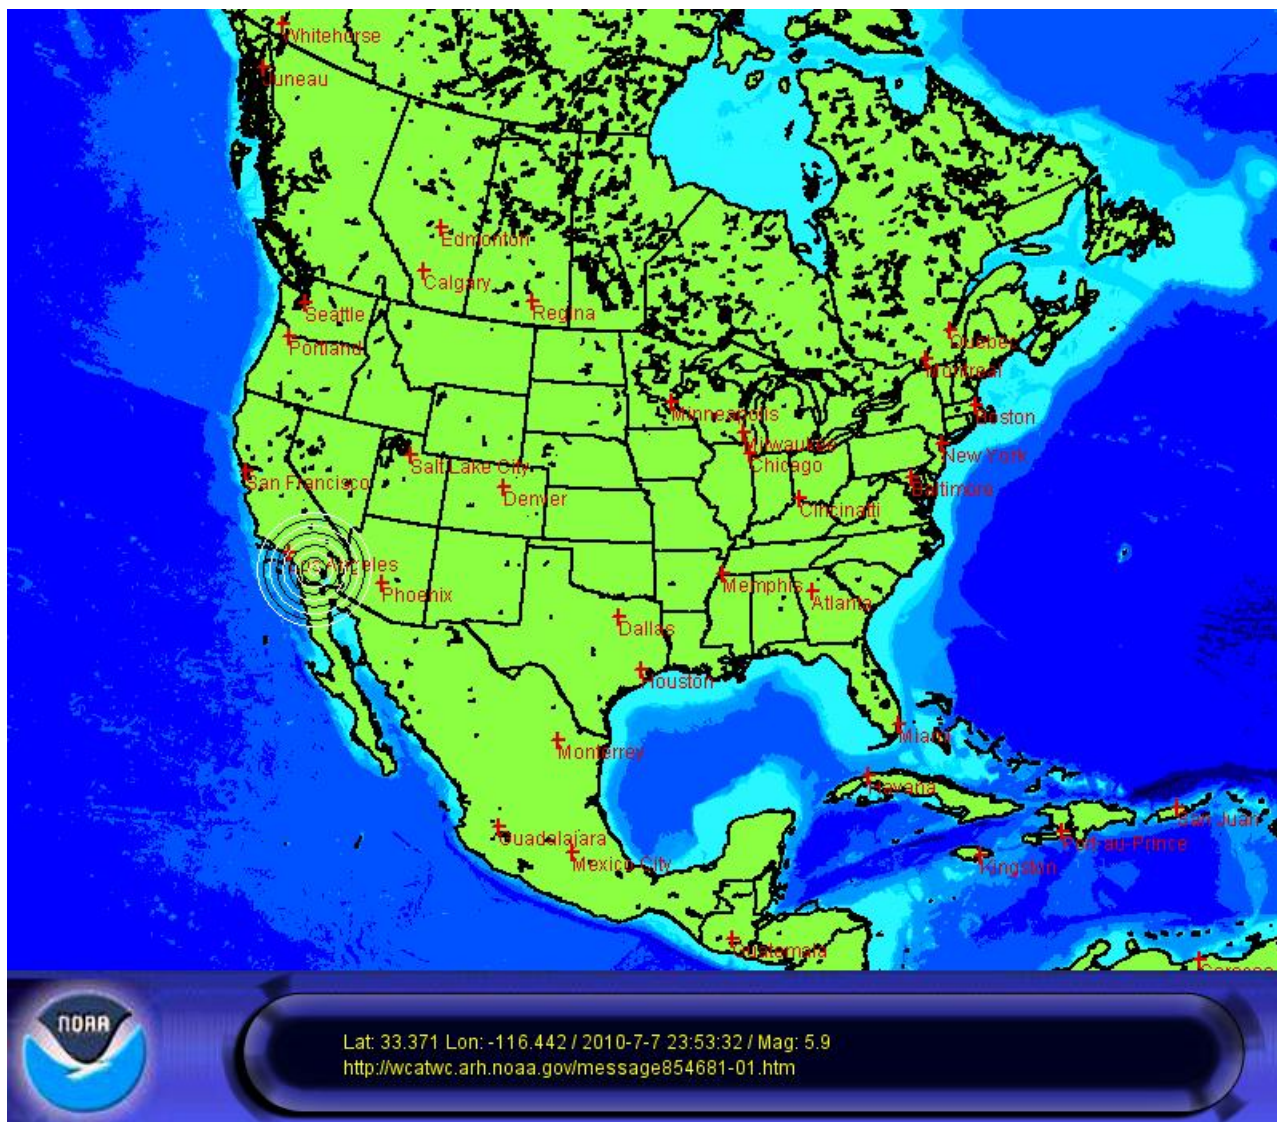 Whitehorse
Juneau
Edmonton
Calgary
Seattle
Regina
Portland
Quebec
Montreal
Minneapolis
Boston
Milwaukee
New York
Salt Lake City
Chicago
San Francisco
Denver
Baltimore
Cincinatti
Los Angeles
Phoenix
Memphis
Atlanta
Dallas
Houston
Miami
Monterrey
Havana
San Juan
Guadalajara
Port-au-Prince
Mexico City
Kingston
Guatemala
Caracas
NOAA
Lat: 33.371 Lon: -116.442 / 2010-7-7 23:53:32 / Mag: 5.9
http://wcatwc.arh.noaa.gov/message854681-01.htm